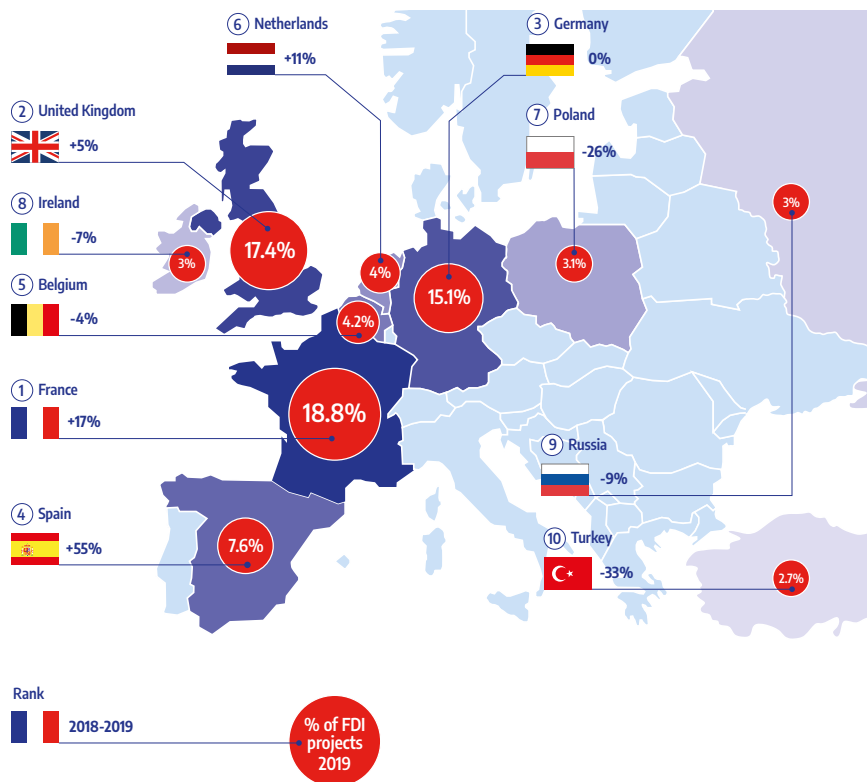 6 Netherlands
+11%
3 Germany
0%
2 United Kingdom
+5%
7 Poland
-26%
8 Ireland
-7%
3%
17.4%
4%
15.1%
3.1%
3%
5 Belgium
-4%
4.2%
1 France
+17%
18.8%
9 Russia
-9%
4 Spain
+55%
7.6%
10 Turkey
-33%
2.7%
Rank
2018-2019
% of FDI
projects
2019